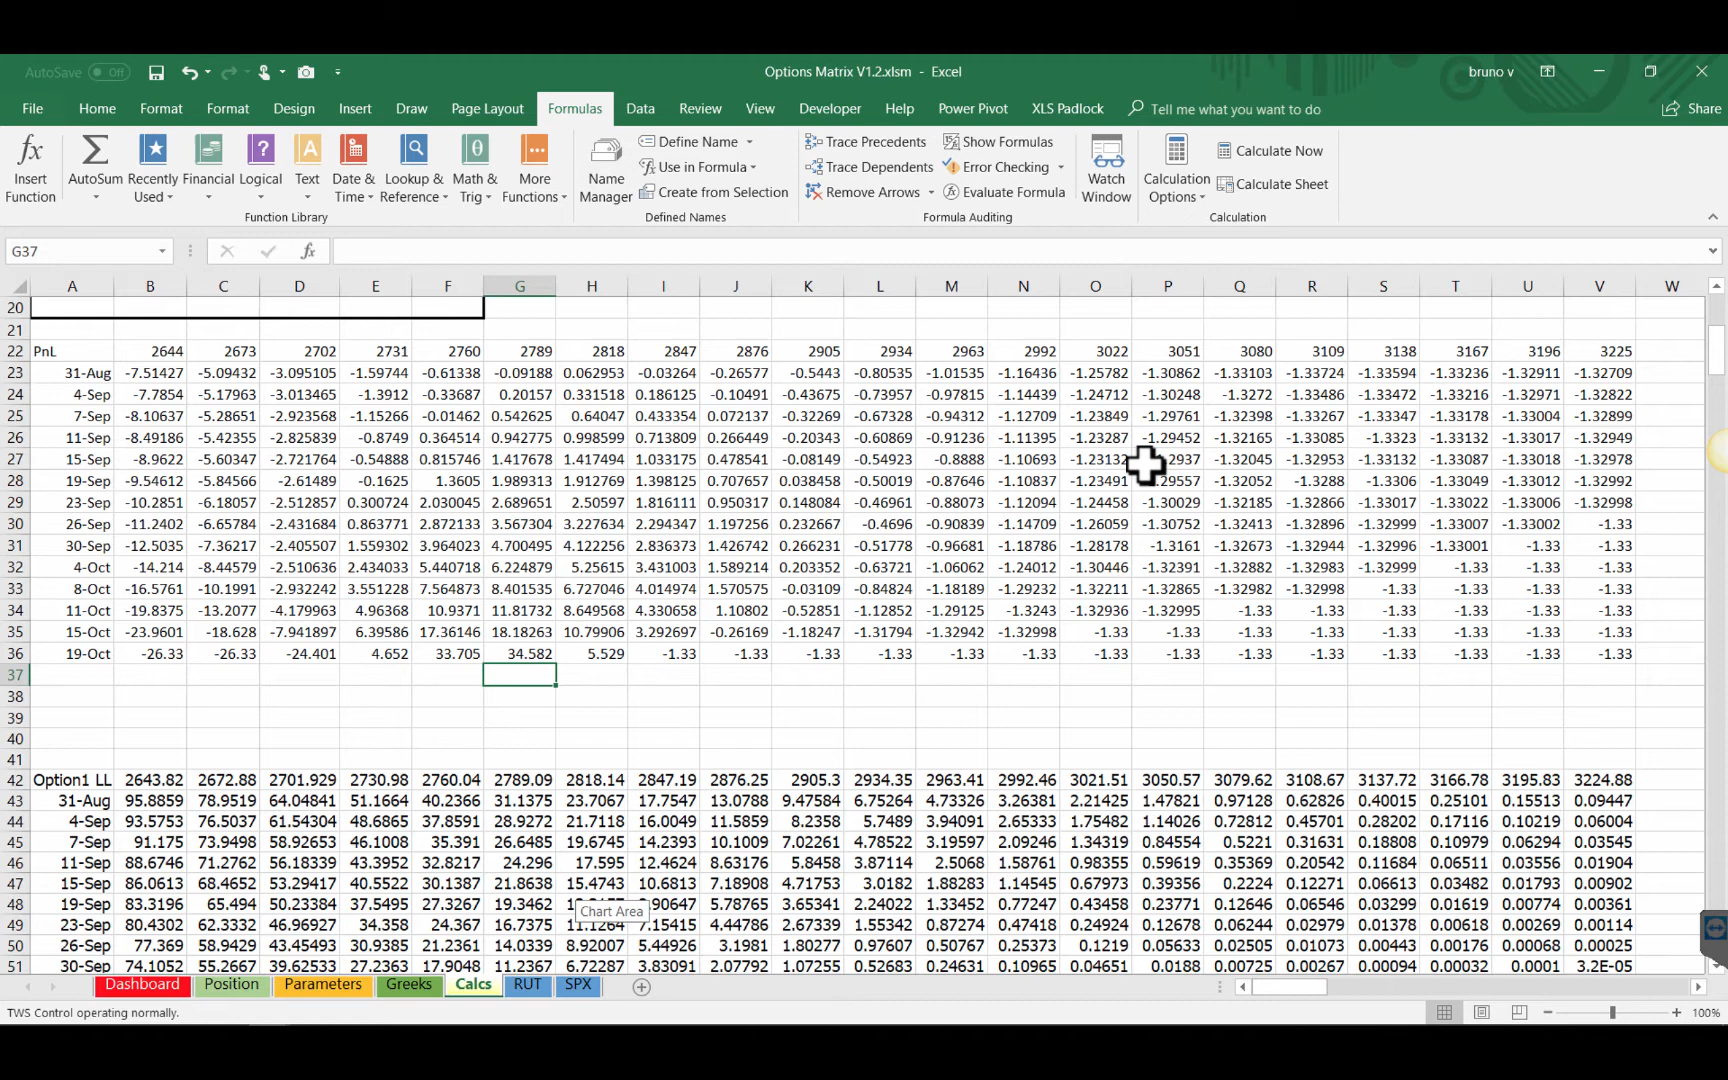 AutoSave Off Options Matrix V1.2.xlsm - Excel bruno v
File Home Format Format Design Insert Draw Page Layout Formulas Data Review View Developer Help Power Pivot XLS Padlock Tell me what you want to do Share
Insert Function AutoSum Recently Used Financial Logical Text Date & Time Lookup & Reference Math & Trig More Functions Name Manager Define Name Use in Formula Create from Selection Trace Precedents Trace Dependents Remove Arrows Show Formulas Error Checking Evaluate Formula Watch Window Calculation Options Calculate Now Calculate Sheet
Function Library Defined Names Formula Auditing Calculation
G37 fx
A B C D E F G H I J K L M N O P Q R S T U V W
20
21
22 PnL 2644 2673 2702 2731 2760 2789 2818 2847 2876 2905 2934 2963 2992 3022 3051 3080 3109 3138 3167 3196 3225
23 31-Aug -7.51427 -5.09432 -3.095105 -1.59744 -0.61338 -0.09188 0.062953 -0.03264 -0.26577 -0.5443 -0.80535 -1.01535 -1.16436 -1.25782 -1.30862 -1.33103 -1.33724 -1.33594 -1.33236 -1.32911 -1.32709
24 4-Sep -7.7854 -5.17963 -3.013465 -1.3912 -0.33687 0.20157 0.331518 0.186125 -0.10491 -0.43675 -0.73957 -0.97815 -1.14439 -1.24712 -1.30248 -1.3272 -1.33486 -1.33472 -1.33216 -1.32971 -1.32822
25 7-Sep -8.10637 -5.28651 -2.923568 -1.15266 -0.01462 0.542625 0.64047 0.433354 0.072137 -0.32269 -0.67328 -0.94312 -1.12709 -1.23849 -1.29761 -1.32398 -1.33267 -1.33347 -1.33178 -1.33004 -1.32899
26 11-Sep -8.49186 -5.42355 -2.825839 -0.8749 0.364514 0.942775 0.998599 0.713809 0.266449 -0.20343 -0.60869 -0.91236 -1.11395 -1.23287 -1.29452 -1.32165 -1.33085 -1.3323 -1.33132 -1.33017 -1.32949
27 15-Sep -8.9622 -5.60347 -2.721764 -0.54888 0.815746 1.417678 1.417494 1.033175 0.478541 -0.08149 -0.54923 -0.8888 -1.10693 -1.23132 2937 -1.32045 -1.32953 -1.33132 -1.33087 -1.33012 -1.32978
28 19-Sep -9.54612 -5.84566 -2.61489 -0.1625 1.3605 1.989313 1.912769 1.398125 0.707657 0.038458 -0.50019 -0.87646 -1.10837 -1.23491 29557 -1.32052 -1.3288 -1.3306 -1.33049 -1.33012 -1.32992
29 23-Sep -10.2851 -6.18057 -2.512857 0.300724 2.030045 2.689651 2.50597 1.816111 0.950317 0.148084 -0.46961 -0.88073 -1.12094 -1.24458 -1.30029 -1.32185 -1.32866 -1.33017 -1.33022 -1.33006 -1.32998
30 26-Sep -11.2402 -6.65784 -2.431684 0.863771 2.872133 3.567304 3.227634 2.294347 1.197256 0.232667 -0.4696 -0.90839 -1.14709 -1.26059 -1.30752 -1.32413 -1.32896 -1.32999 -1.33007 -1.33002 -1.33
31 30-Sep -12.5035 -7.36217 -2.405507 1.559302 3.964023 4.700495 4.122256 2.836373 1.426742 0.266231 -0.51778 -0.96681 -1.18786 -1.28178 -1.3161 -1.32673 -1.32944 -1.32996 -1.33001 -1.33 -1.33
32 4-Oct -14.214 -8.44579 -2.510636 2.434033 5.440718 6.224879 5.25615 3.431003 1.589214 0.203352 -0.63721 -1.06062 -1.24012 -1.30446 -1.32391 -1.32882 -1.32983 -1.32999 -1.33 -1.33 -1.33
33 8-Oct -16.5761 -10.1991 -2.932242 3.551228 7.564873 8.401535 6.727046 4.014974 1.570575 -0.03109 -0.84824 -1.18189 -1.29232 -1.32211 -1.32865 -1.32982 -1.32998 -1.33 -1.33 -1.33 -1.33
34 11-Oct -19.8375 -13.2077 -4.179963 4.96368 10.9371 11.81732 8.649568 4.330658 1.10802 -0.52851 -1.12852 -1.29125 -1.3243 -1.32936 -1.32995 -1.33 -1.33 -1.33 -1.33 -1.33 -1.33
35 15-Oct -23.9601 -18.628 -7.941897 6.39586 17.36146 18.18263 10.79906 3.292697 -0.26169 -1.18247 -1.31794 -1.32942 -1.32998 -1.33 -1.33 -1.33 -1.33 -1.33 -1.33 -1.33 -1.33
36 19-Oct -26.33 -26.33 -24.401 4.652 33.705 34.582 5.529 -1.33 -1.33 -1.33 -1.33 -1.33 -1.33 -1.33 -1.33 -1.33 -1.33 -1.33 -1.33 -1.33 -1.33
37
38
39
40
41
42 Option1 LL 2643.82 2672.88 2701.929 2730.98 2760.04 2789.09 2818.14 2847.19 2876.25 2905.3 2934.35 2963.41 2992.46 3021.51 3050.57 3079.62 3108.67 3137.72 3166.78 3195.83 3224.88
43 31-Aug 95.8859 78.9519 64.04841 51.1664 40.2366 31.1375 23.7067 17.7547 13.0788 9.47584 6.75264 4.73326 3.26381 2.21425 1.47821 0.97128 0.62826 0.40015 0.25101 0.15513 0.09447
44 4-Sep 93.5753 76.5037 61.54304 48.6865 37.8591 28.9272 21.7118 16.0049 11.5859 8.2358 5.7489 3.94091 2.65333 1.75482 1.14026 0.72812 0.45701 0.28202 0.17116 0.10219 0.06004
45 7-Sep 91.175 73.9498 58.92653 46.1008 35.391 26.6485 19.6745 14.2393 10.1009 7.02261 4.78522 3.19597 2.09246 1.34319 0.84554 0.5221 0.31631 0.18808 0.10979 0.06294 0.03545
46 11-Sep 88.6746 71.2762 56.18339 43.3952 32.8217 24.296 17.595 12.4624 8.63176 5.8458 3.87114 2.5068 1.58761 0.98355 0.59619 0.35369 0.20542 0.11684 0.06511 0.03556 0.01904
47 15-Sep 86.0613 68.4652 53.29417 40.5522 30.1387 21.8638 15.4743 10.6813 7.18908 4.71753 3.0182 1.88283 1.14545 0.67973 0.39356 0.2224 0.12271 0.06613 0.03482 0.01793 0.00902
48 19-Sep 83.3196 65.494 50.23384 37.5495 27.3267 19.3462 .90647 5.78765 3.65341 2.24022 1.33452 0.77247 0.43458 0.23771 0.12646 0.06546 0.03299 0.01619 0.00774 0.00361
Chart Area
49 23-Sep 80.4302 62.3332 46.96927 34.358 24.367 16.7375 11.1264 7.15415 4.44786 2.67339 1.55342 0.87274 0.47418 0.24924 0.12724 0.06244 0.02979 0.01378 0.00618 0.00269 0.00114
50 26-Sep 77.369 58.9429 43.45493 30.9385 21.2361 14.0339 8.92007 5.44926 3.1981 1.80277 0.97607 0.50767 0.25373 0.1219 0.05633 0.02505 0.01073 0.00443 0.00176 0.00068 0.00025
51 30-Sep 74.1052 55.2667 39.62533 27.2363 17.9048 11.2367 6.72287 3.83091 2.07792 1.07255 0.52683 0.24631 0.10965 0.04651 0.0188 0.00725 0.00267 0.00094 0.00032 0.0001 3.2E-05
Dashboard Position Parameters Greeks Calcs RUT SPX
TWS Control operating normally. 100%